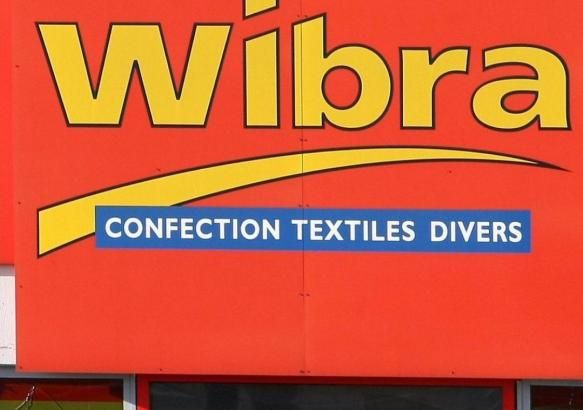 wibra
CONFECTION TEXTILES DIVERS